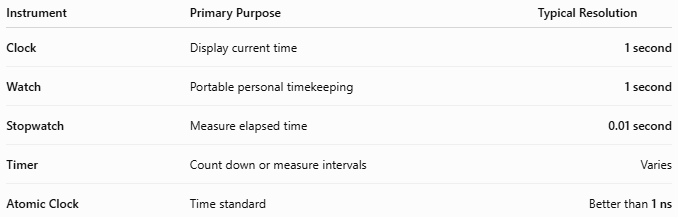 Instrument Primary Purpose Typical Resolution
Clock Display current time 1 second
Watch Portable personal timekeeping 1 second
Stopwatch Measure elapsed time 0.01 second
Timer Count down or measure intervals Varies
Atomic Clock Time standard Better than 1 ns